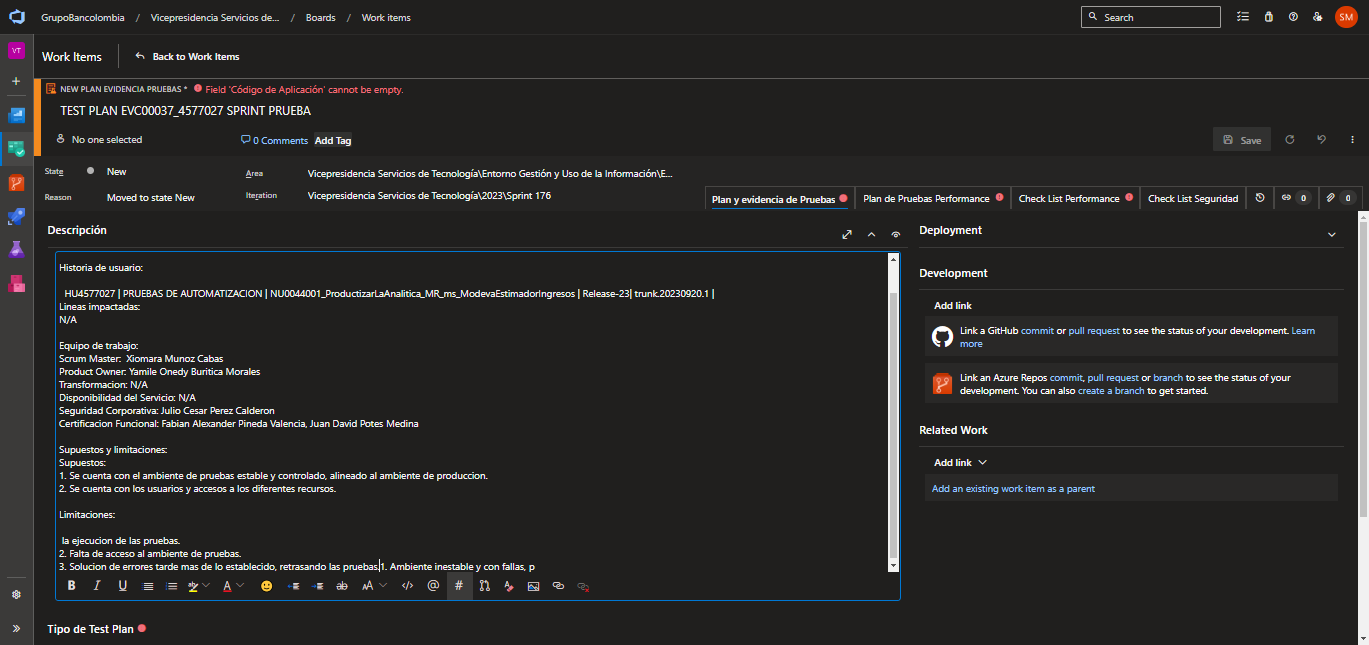 GrupoBancolombia / Vicepresidencia Servicios de... / Boards / Work items
Search
SM
VT
Work Items
Back to Work Items
NEW PLAN EVIDENCIA PRUEBAS * Field 'Código de Aplicación' cannot be empty.
TEST PLAN EVC00037_4577027 SPRINT PRUEBA
No one selected
0 Comments
Add Tag
Save
State
New
Area
Vicepresidencia Servicios de Tecnología\Entorno Gestión y Uso de la Información\E...
Reason
Moved to state New
Iteration
Vicepresidencia Servicios de Tecnología\2023\Sprint 176
Plan y evidencia de Pruebas
Plan de Pruebas Performance
Check List Performance
Check List Seguridad
0
0
Descripción
Historia de usuario:
HU4577027 | PRUEBAS DE AUTOMATIZACION | NU0044001_ProductizarLaAnalitica_MR_ms_ModevaEstimadorIngresos | Release-23| trunk.20230920.1 |
Lineas impactadas:
N/A
Equipo de trabajo:
Scrum Master: Xiomara Munoz Cabas
Product Owner: Yamile Onedy Buritica Morales
Transformacion: N/A
Disponibilidad del Servicio: N/A
Seguridad Corporativa: Julio Cesar Perez Calderon
Certificacion Funcional: Fabian Alexander Pineda Valencia, Juan David Potes Medina
Supuestos y limitaciones:
Supuestos:
1. Se cuenta con el ambiente de pruebas estable y controlado, alineado al ambiente de produccion.
2. Se cuenta con los usuarios y accesos a los diferentes recursos.
Limitaciones:
la ejecucion de las pruebas.
2. Falta de acceso al ambiente de pruebas.
3. Solucion de errores tarde mas de lo establecido, retrasando las pruebas.1. Ambiente inestable y con fallas, p
B I U A ab AA </> @ #
Tipo de Test Plan
Deployment
Development
Add link
Link a GitHub commit or pull request to see the status of your development. Learn
more
Link an Azure Repos commit, pull request or branch to see the status of your
development. You can also create a branch to get started.
Related Work
Add link
Add an existing work item as a parent